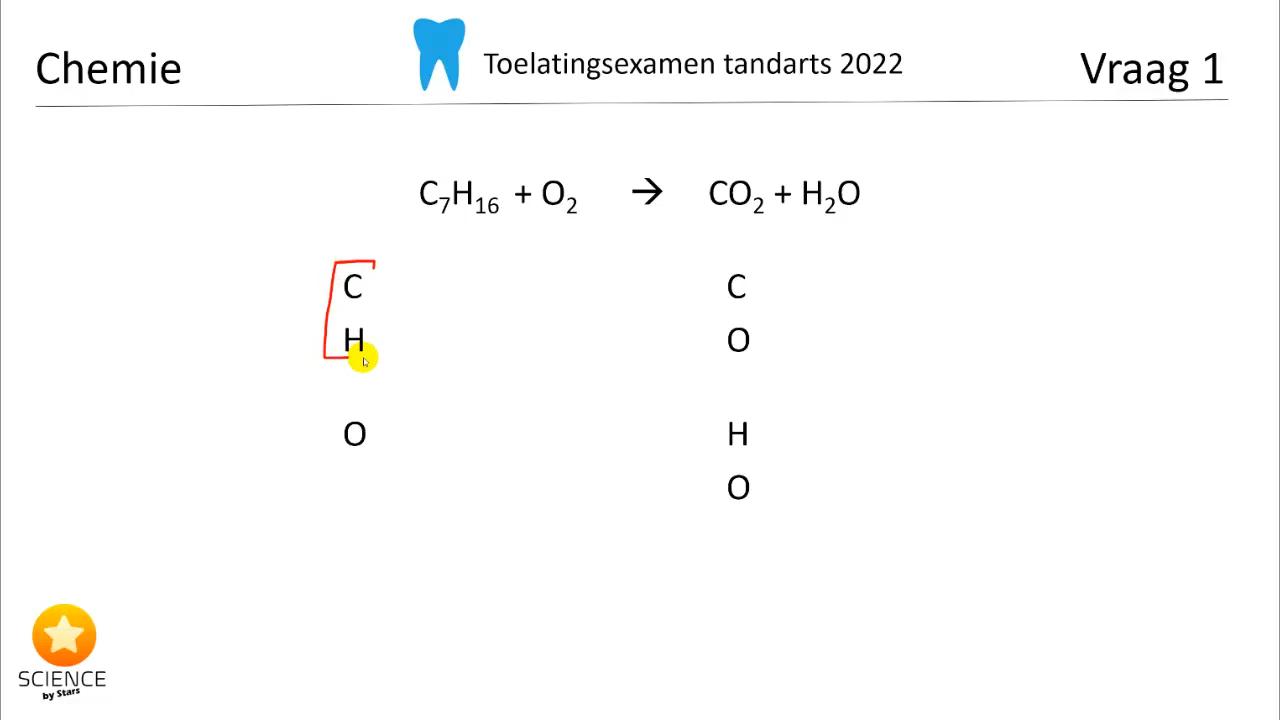 Chemie
Toelatingsexamen tandarts 2022
Vraag 1
C₇H₁₆ + O₂ → CO₂ + H₂O
C C
H O
O H
O
SCIENCE
by Stars